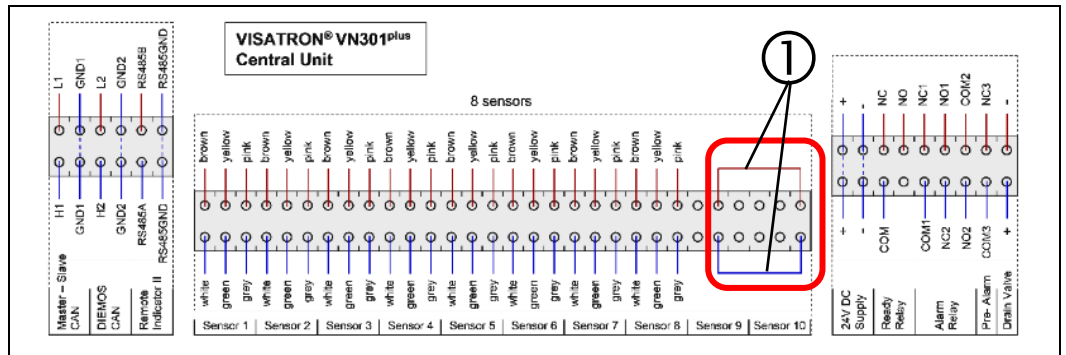 VISATRON® VN301plus
Central Unit
1
8 sensors
L1 GND1 L2 GND2 RS485B RS485GND
H1 GND1 H2 GND2 RS485A RS485GND
Master – Slave CAN
DIEMOS CAN
Remote Indicator II
brown yellow pink brown yellow pink brown yellow pink brown yellow pink brown yellow pink brown yellow pink brown yellow pink brown yellow pink
white green grey white green grey white green grey white green grey white green grey white green grey white green grey white green grey
Sensor 1 Sensor 2 Sensor 3 Sensor 4 Sensor 5 Sensor 6 Sensor 7 Sensor 8 Sensor 9 Sensor 10
+ - NC NO NC1 NO1 COM2 NC3 -
+ - COM COM1 NC2 NO2 COM3 +
24V DC Supply
Ready Relay
Alarm Relay
Pre- Alarm
Drain Valve